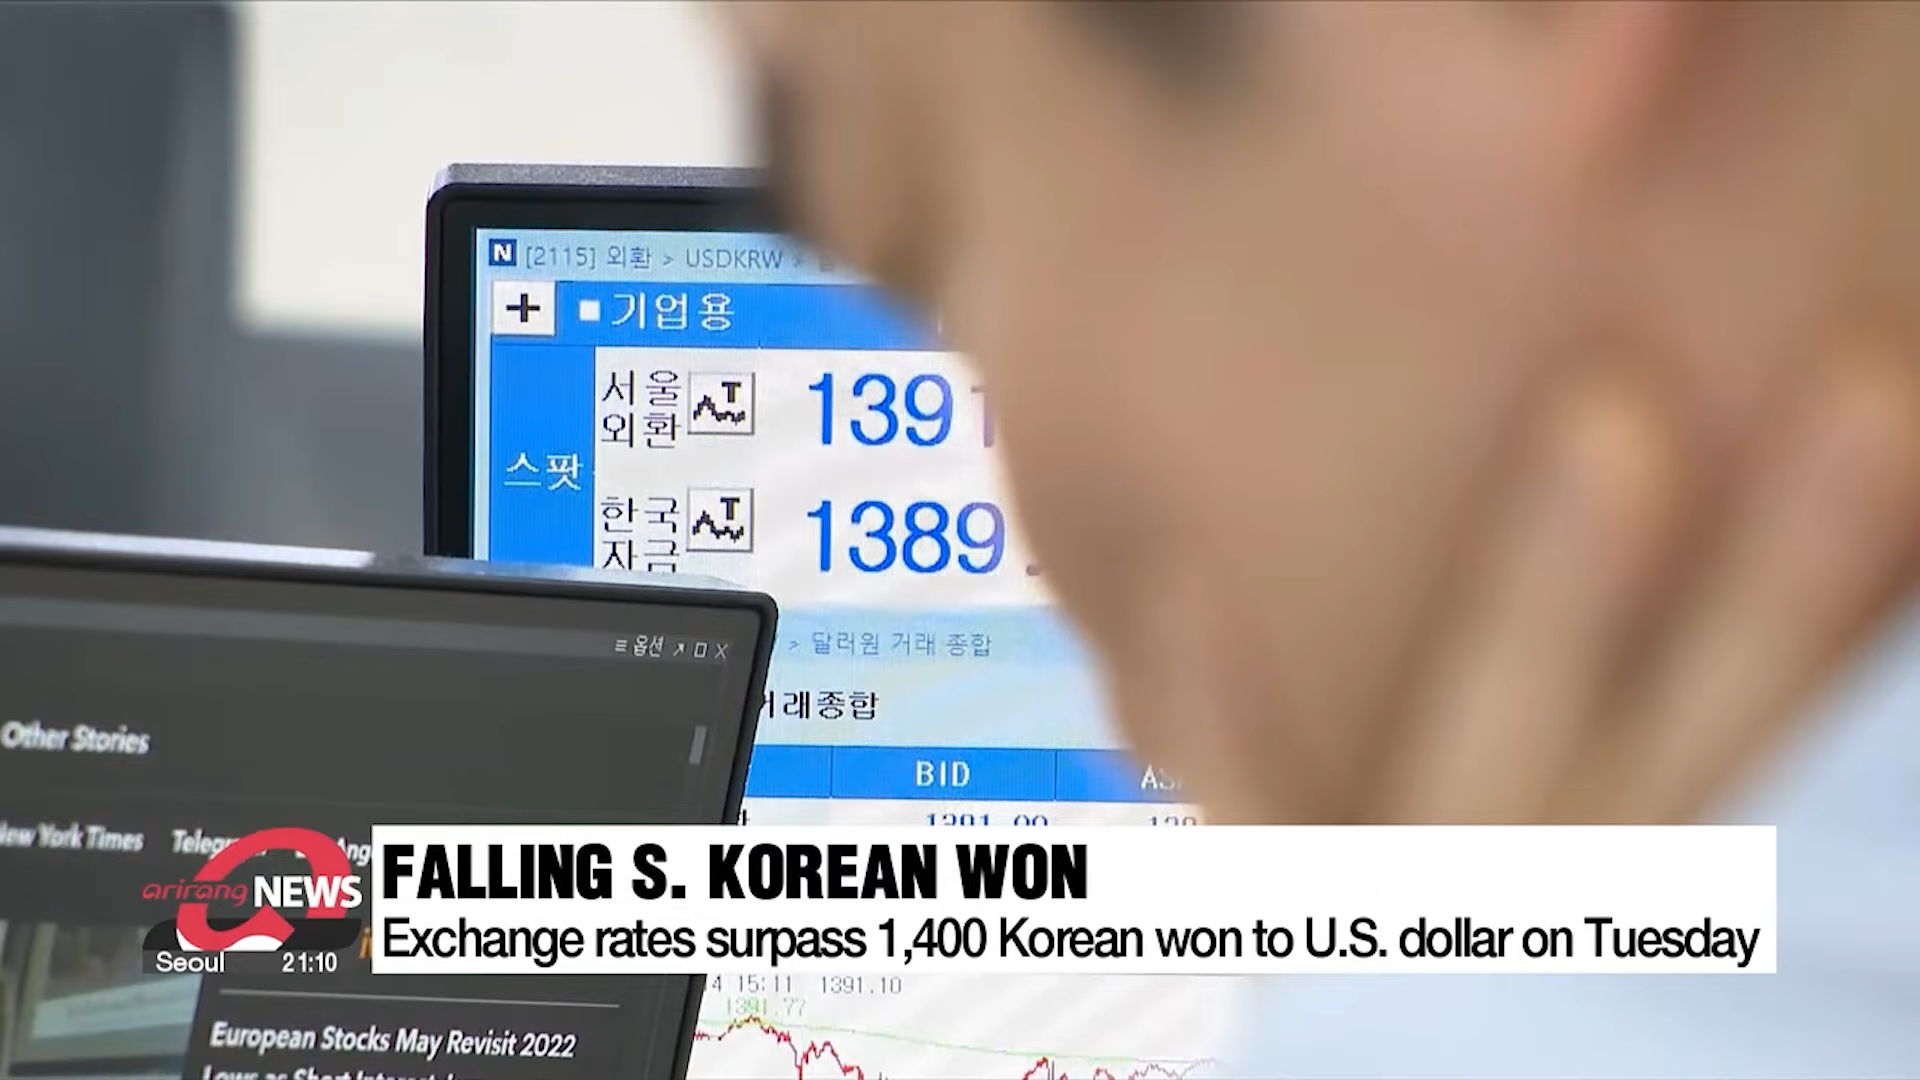 N [2115] 외환 > USDKRW >
+ 기업용
서울
외환
T
1391
스팟
한국
자금
T
1389.
≡ 옵션 ↗ □ X
> 달러원 거래 종합
거래종합
Other Stories
BID
New York Times
FALLING S. KOREAN WON
arirang NEWS
Exchange rates surpass 1,400 Korean won to U.S. dollar on Tuesday
Seoul 21:10
15:11 1391.10
1391.77
European Stocks May Revisit 2022